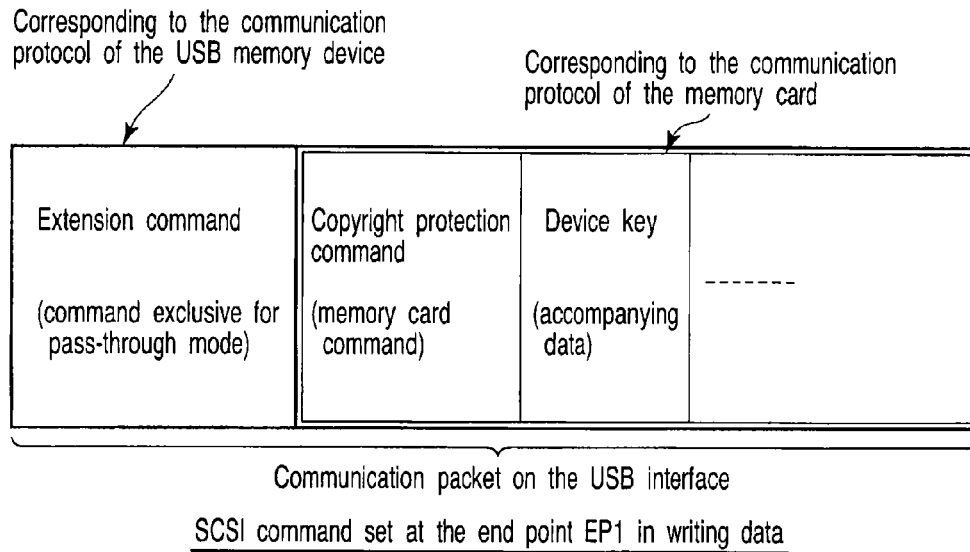 Corresponding to the communication
protocol of the USB memory device
Corresponding to the communication
protocol of the memory card
Extension command
(command exclusive for
pass-through mode)
Copyright protection
command
(memory card
command)
Device key
(accompanying
data)
-------
Communication packet on the USB interface
SCSI command set at the end point EP1 in writing data